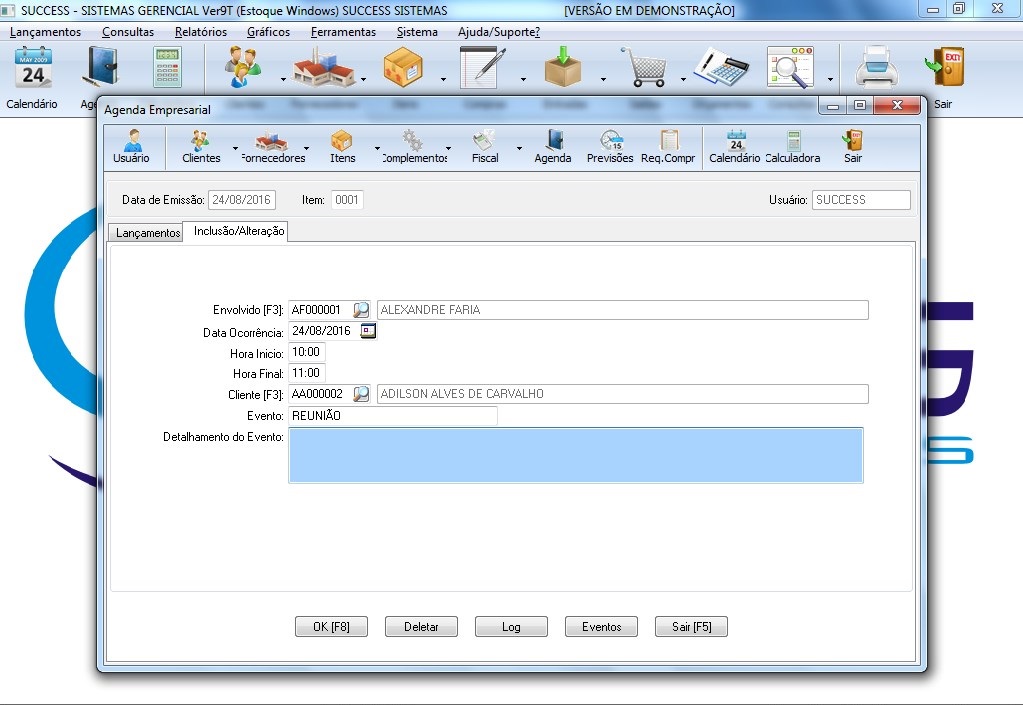 SUCCESS - SISTEMAS GERENCIAL Ver9T (Estoque Windows) SUCCESS SISTEMAS [VERSÃO EM DEMONSTRAÇÃO]
Lançamentos Consultas Relatórios Gráficos Ferramentas Sistema Ajuda/Suporte?
MAY 2009
24
EXIT
Calendário Age Sair
Agenda Empresarial
24 15 EXIT
Usuário Clientes Fornecedores Itens Complementos Fiscal Agenda Previsões Req.Compr Calendário Calculadora Sair
Data de Emissão: 24/08/2016 Item: 0001 Usuário: SUCCESS
Lançamentos Inclusão/Alteração
Envolvido [F3]: AF000001 ALEXANDRE FARIA
Data Ocorrência: 24/08/2016
Hora Inicio: 10:00
Hora Final: 11:00
Cliente [F3]: AA000002 ADILSON ALVES DE CARVALHO
Evento: REUNIÃO
Detalhamento do Evento:
OK [F8] Deletar Log Eventos Sair [F5]